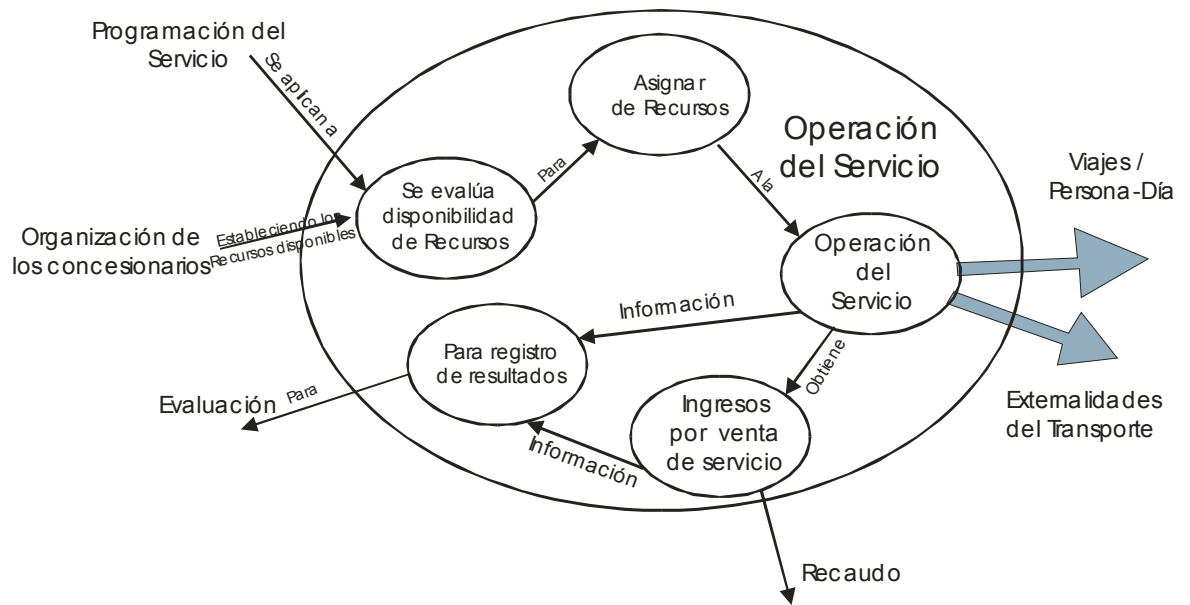 Programación del
Servicio
Se aplican a
Asignar
de Recursos
Operación
del Servicio
Viajes /
Persona-Día
Para
A la
Se evalúa
disponibilidad
de Recursos
Organización de
los concesionarios
Estableciendo los
Recursos disponibles
Operación
del
Servicio
Información
Para registro
de resultados
Obtiene
Evaluación
Para
Ingresos
por venta
de servicio
Información
Externalidades
del Transporte
Recaudo